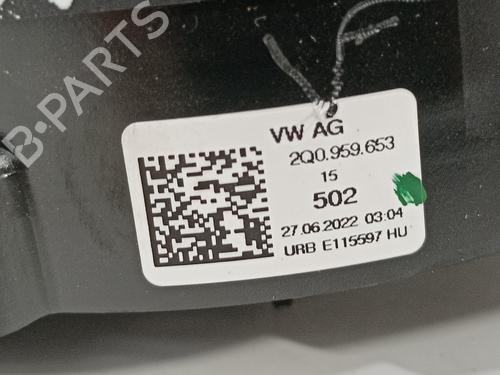 B-PARTS
VW AG
2Q0.959.653
15
502
27.06.2022 03:04
URB E115597 HU